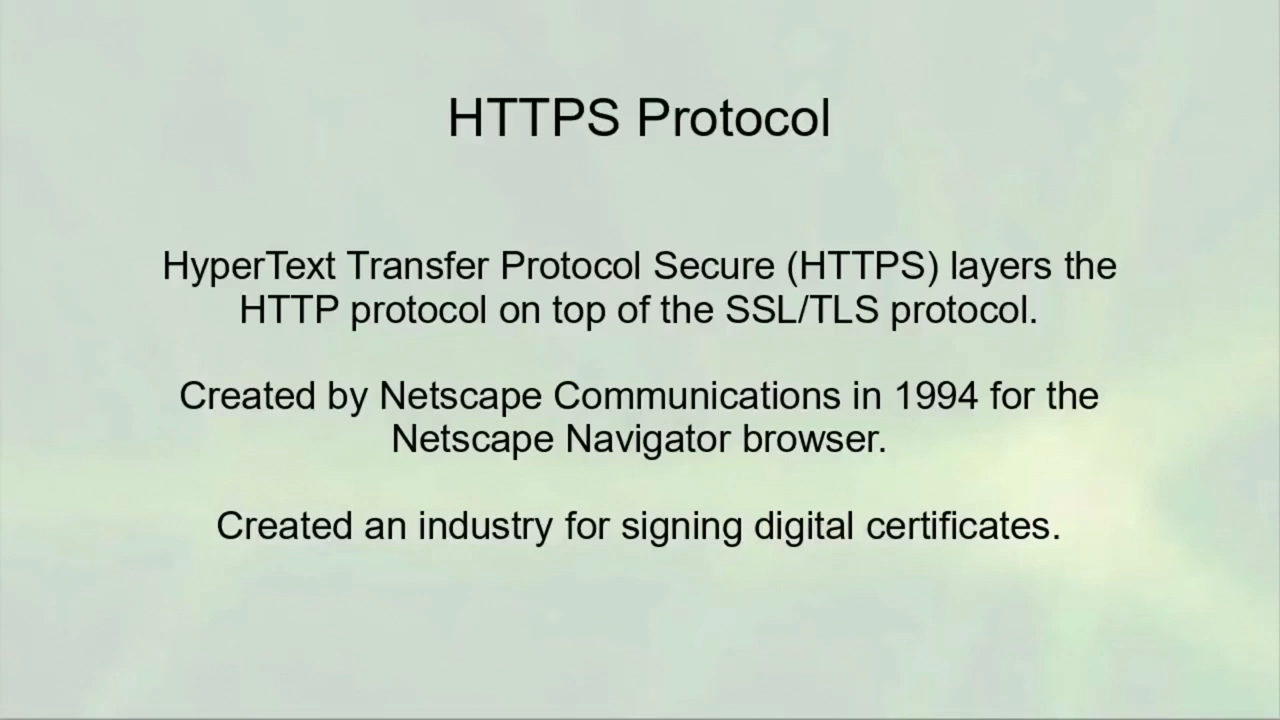 HTTPS Protocol
HyperText Transfer Protocol Secure (HTTPS) layers the
HTTP protocol on top of the SSL/TLS protocol.
Created by Netscape Communications in 1994 for the
Netscape Navigator browser.
Created an industry for signing digital certificates.